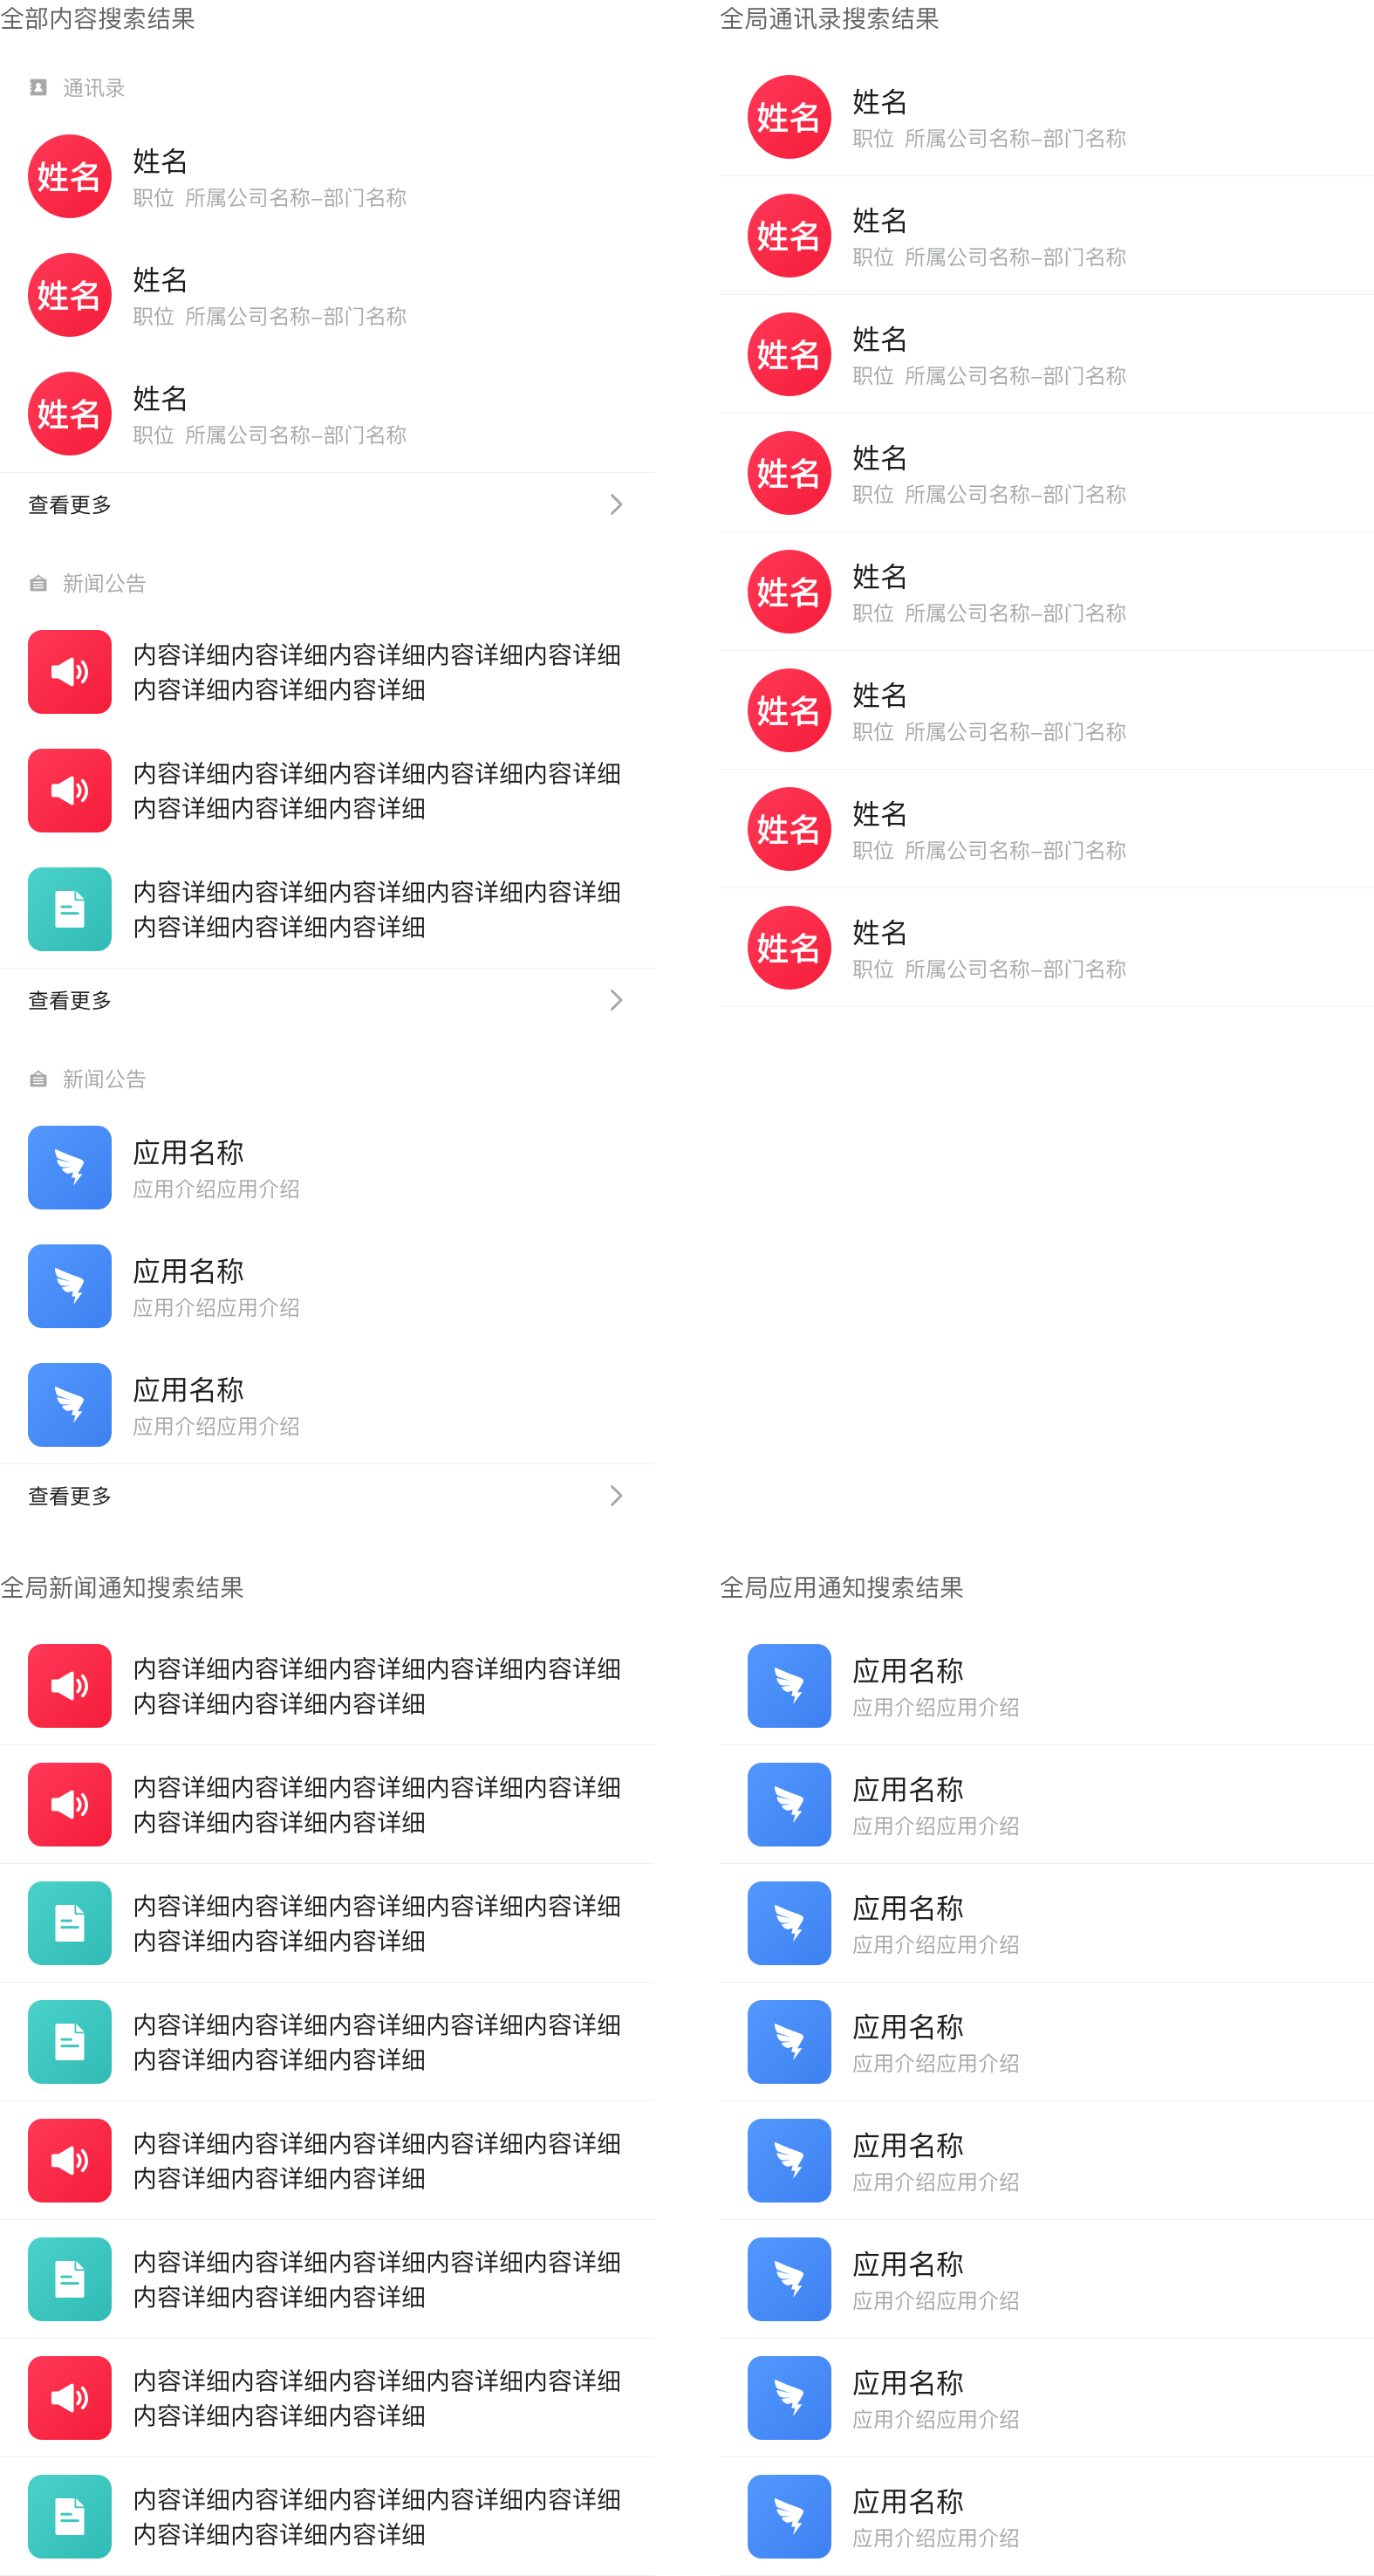 全部内容搜索结果
通讯录
姓名
姓名
职位 所属公司名称–部门名称
姓名
姓名
职位 所属公司名称–部门名称
姓名
姓名
职位 所属公司名称–部门名称
查看更多
新闻公告
内容详细内容详细内容详细内容详细内容详细
内容详细内容详细内容详细
内容详细内容详细内容详细内容详细内容详细
内容详细内容详细内容详细
内容详细内容详细内容详细内容详细内容详细
内容详细内容详细内容详细
查看更多
新闻公告
应用名称
应用介绍应用介绍
应用名称
应用介绍应用介绍
应用名称
应用介绍应用介绍
查看更多
全局通讯录搜索结果
姓名
姓名
职位 所属公司名称–部门名称
姓名
姓名
职位 所属公司名称–部门名称
姓名
姓名
职位 所属公司名称–部门名称
姓名
姓名
职位 所属公司名称–部门名称
姓名
姓名
职位 所属公司名称–部门名称
姓名
姓名
职位 所属公司名称–部门名称
姓名
姓名
职位 所属公司名称–部门名称
姓名
姓名
职位 所属公司名称–部门名称
全局新闻通知搜索结果
内容详细内容详细内容详细内容详细内容详细
内容详细内容详细内容详细
内容详细内容详细内容详细内容详细内容详细
内容详细内容详细内容详细
内容详细内容详细内容详细内容详细内容详细
内容详细内容详细内容详细
内容详细内容详细内容详细内容详细内容详细
内容详细内容详细内容详细
内容详细内容详细内容详细内容详细内容详细
内容详细内容详细内容详细
内容详细内容详细内容详细内容详细内容详细
内容详细内容详细内容详细
内容详细内容详细内容详细内容详细内容详细
内容详细内容详细内容详细
内容详细内容详细内容详细内容详细内容详细
内容详细内容详细内容详细
全局应用通知搜索结果
应用名称
应用介绍应用介绍
应用名称
应用介绍应用介绍
应用名称
应用介绍应用介绍
应用名称
应用介绍应用介绍
应用名称
应用介绍应用介绍
应用名称
应用介绍应用介绍
应用名称
应用介绍应用介绍
应用名称
应用介绍应用介绍